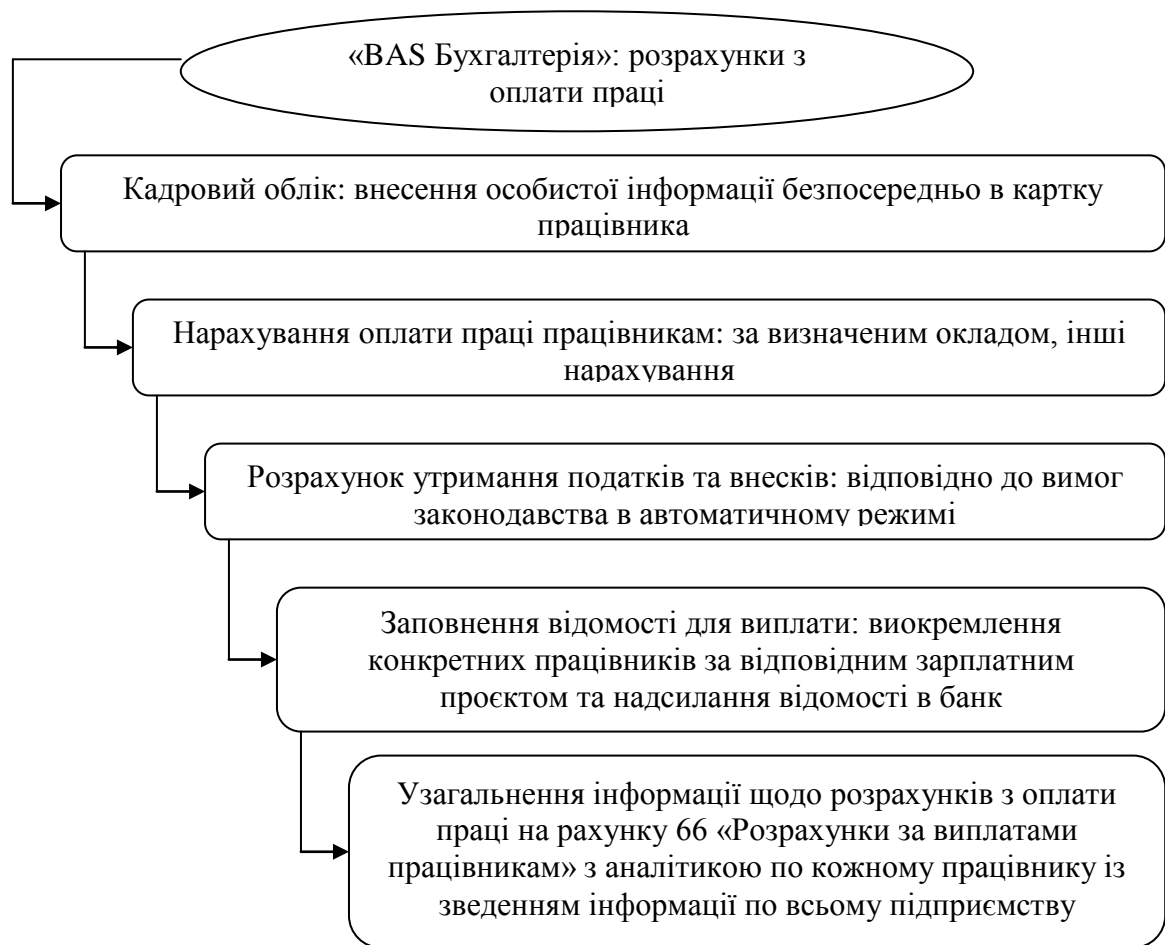 «BAS Бухгалтерія»: розрахунки з
оплати праці
Кадровий облік: внесення особистої інформації безпосередньо в картку
працівника
Нарахування оплати праці працівникам: за визначеним окладом, інші
нарахування
Розрахунок утримання податків та внесків: відповідно до вимог
законодавства в автоматичному режимі
Заповнення відомості для виплати: виокремлення
конкретних працівників за відповідним зарплатним
проєктом та надсилання відомості в банк
Узагальнення інформації щодо розрахунків з оплати
праці на рахунку 66 «Розрахунки за виплатами
працівникам» з аналітикою по кожному працівнику із
зведенням інформації по всьому підприємству